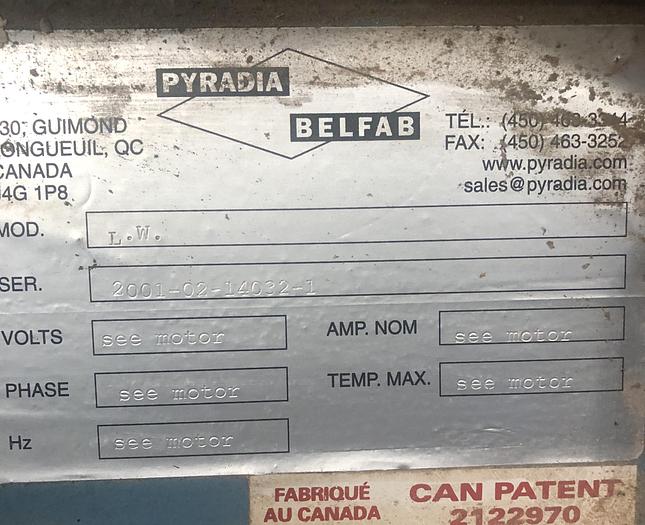 PYRADIA
BELFAB
30, GUIMOND
ONGUEUIL, QC
CANADA
J4G 1P8
TÉL.: (450)
FAX: (450) 463-3252
www.pyradia.com
sales@pyradia.com
MOD. L.W.
SER. 2001-02-14032-1
VOLTS see motor AMP. NOM see motor
PHASE see motor TEMP. MAX. see motor
Hz see motor
FABRIQUÉ
AU CANADA
CAN PATENT
2122970